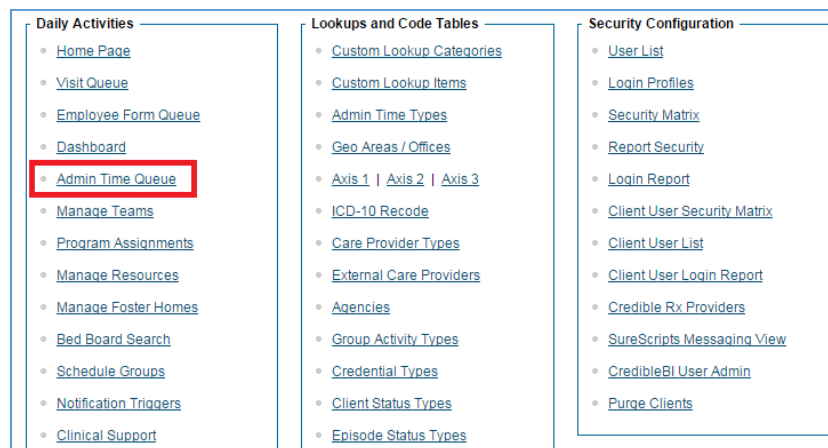 Daily Activities
Home Page
Visit Queue
Employee Form Queue
Dashboard
Admin Time Queue
Manage Teams
Program Assignments
Manage Resources
Manage Foster Homes
Bed Board Search
Schedule Groups
Notification Triggers
Clinical Support
Lookups and Code Tables
Custom Lookup Categories
Custom Lookup Items
Admin Time Types
Geo Areas / Offices
Axis 1 | Axis 2 | Axis 3
ICD-10 Recode
Care Provider Types
External Care Providers
Agencies
Group Activity Types
Credential Types
Client Status Types
Episode Status Types
Security Configuration
User List
Login Profiles
Security Matrix
Report Security
Login Report
Client User Security Matrix
Client User List
Client User Login Report
Credible Rx Providers
SureScripts Messaging View
CredibleBI User Admin
Purge Clients